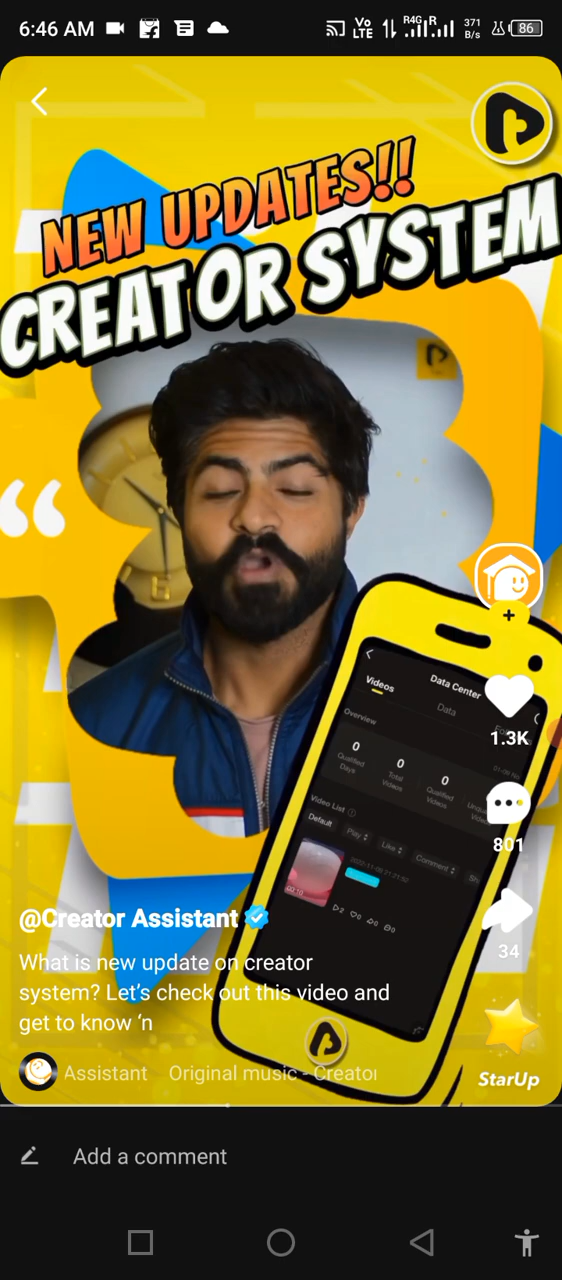 6:46 AM
Vo
LTE
R4G
R
371
B/s
86
NEW UPDATES!!
CREATOR SYSTEM
“
+
Data Center
Videos
Data
Overview
0
Qualified
Days
0
Total
Videos
0
Qualified
Videos
1.3K
Video List
Default
Play
Like
Comment
801
00:16
34
@Creator Assistant
What is new update on creator
system? Let’s check out this video and
get to know ‘n
Assistant Original music - Creator
StarUp
Add a comment